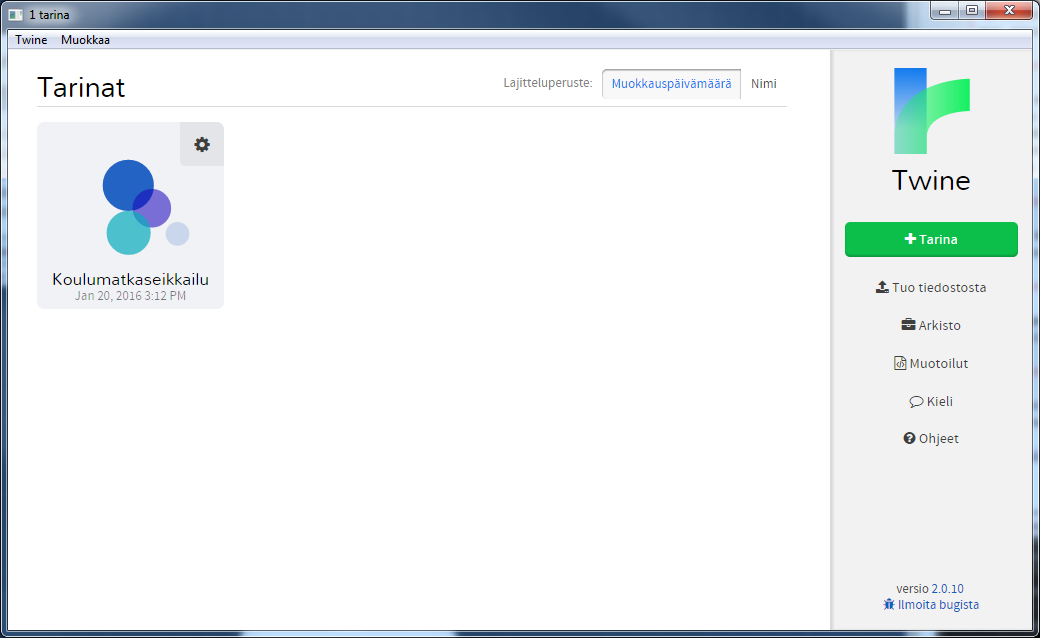 1 tarina
Twine Muokkaa
Tarinat
Lajitteluperuste: Muokkauspäivämäärä Nimi
Koulumatkaseikkailu
Jan 20, 2016 3:12 PM
Twine
Tarina
Tuo tiedostosta
Arkisto
Muotoilut
Kieli
Ohjeet
versio 2.0.10
Ilmoita bugista